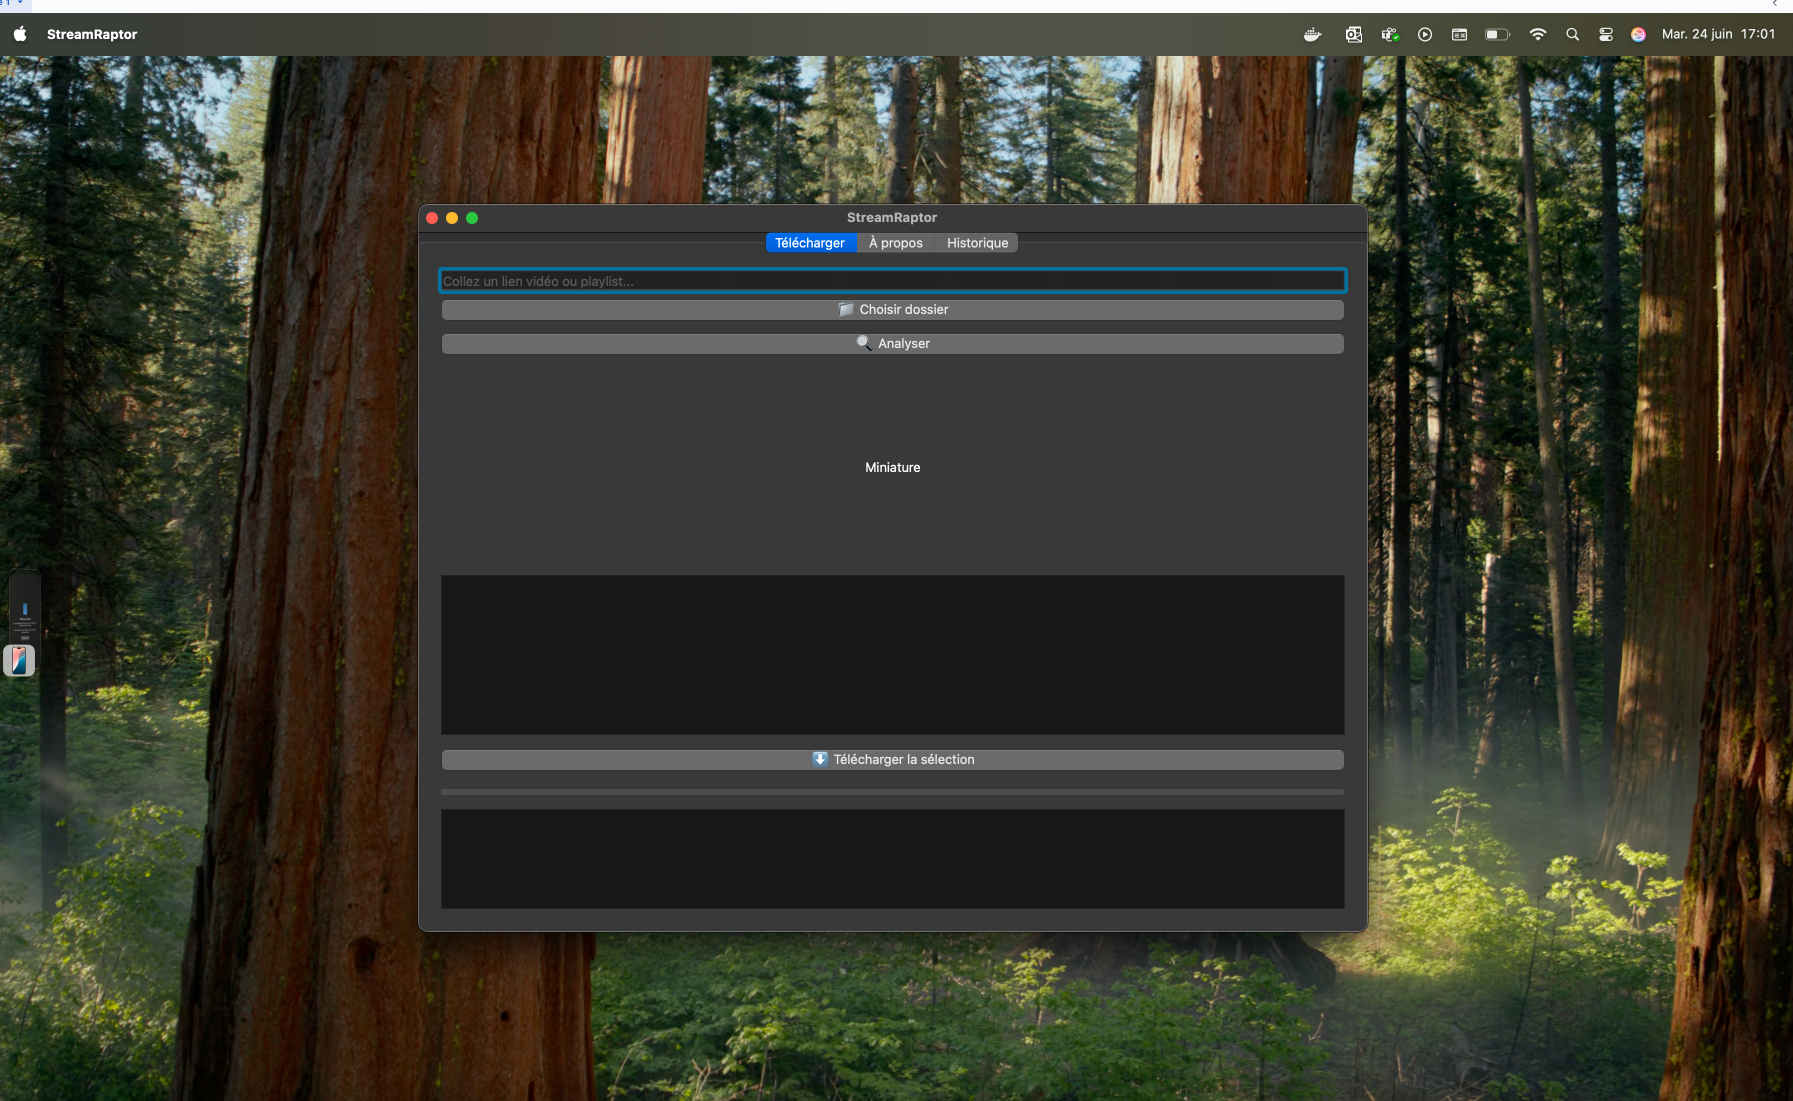 StreamRaptor
Mar. 24 juin 17:01
StreamRaptor
Télécharger
À propos
Historique
Collez un lien vidéo ou playlist...
Choisir dossier
Analyser
Miniature
Télécharger la sélection